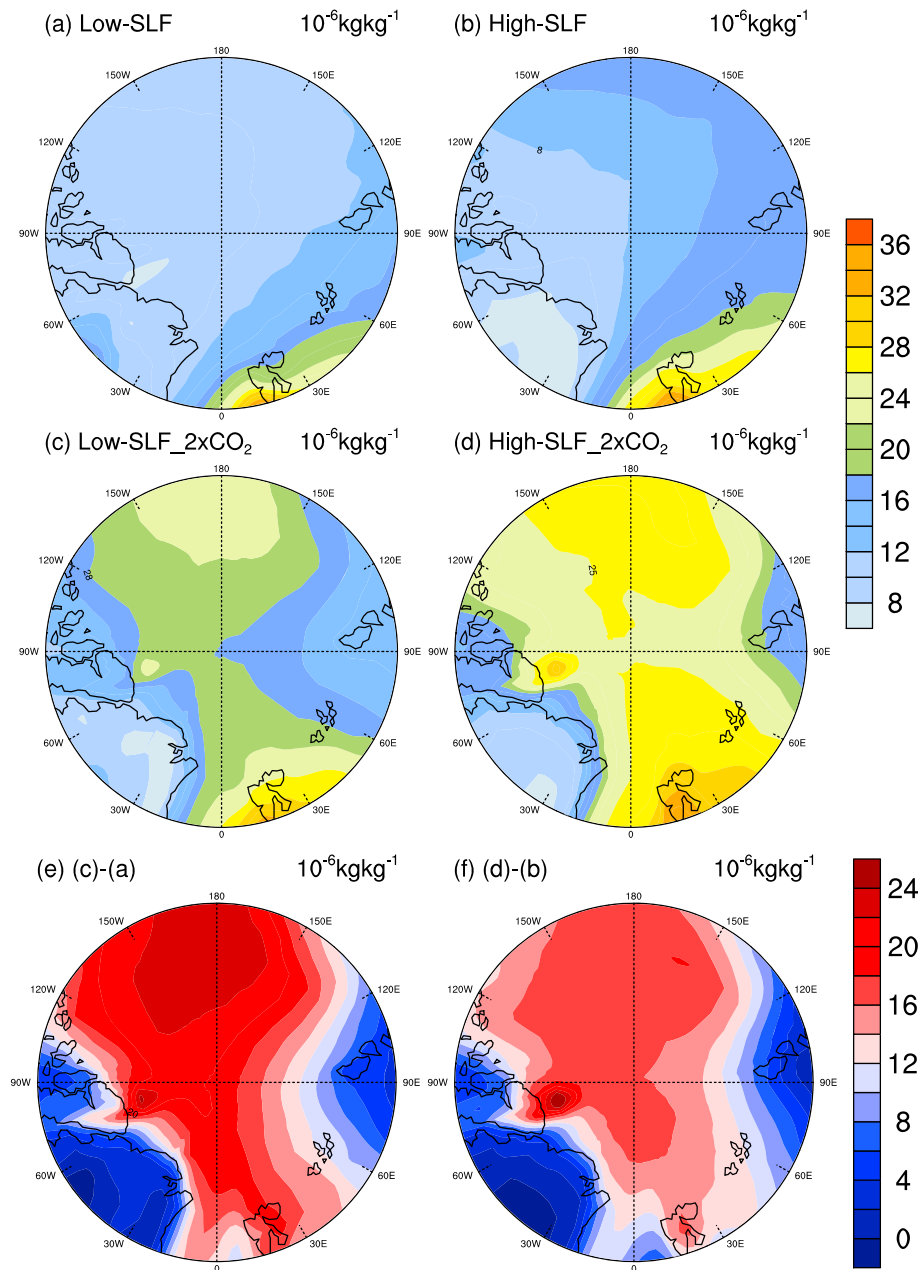 (a) Low-SLF 10⁻⁶kgkg⁻¹
(b) High-SLF 10⁻⁶kgkg⁻¹
180
150W 150E
120W 120E
90W 90E
60W 60E
30W 30E
0
180
150W 150E
120W 120E
90W 90E
60W 60E
30W 30E
0
8
36
32
28
24
20
16
12
8
(c) Low-SLF_2xCO₂ 10⁻⁶kgkg⁻¹
(d) High-SLF_2xCO₂ 10⁻⁶kgkg⁻¹
180
150W 150E
120W 120E
28
90W 90E
60W 60E
30W 30E
0
180
150W 150E
120W 120E
25
90W 90E
60W 60E
30W 30E
0
(e) (c)-(a) 10⁻⁶kgkg⁻¹
(f) (d)-(b) 10⁻⁶kgkg⁻¹
180
150W 150E
120W 120E
90W 90E
60W 60E
30W 30E
0
180
150W 150E
120W 120E
90W 90E
60W 60E
30W 30E
0
24
20
16
12
8
4
0